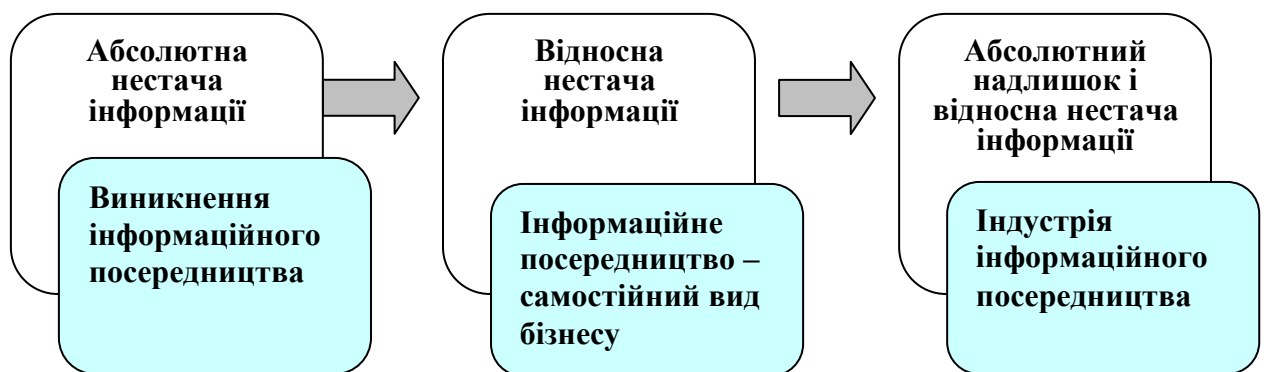 Абсолютна
нестача
інформації
Виникнення
інформаційного
посередництва
Відносна
нестача
інформації
Інформаційне
посередництво –
самостійний вид
бізнесу
Абсолютний
надлишок і
відносна нестача
інформації
Індустрія
інформаційного
посередництва